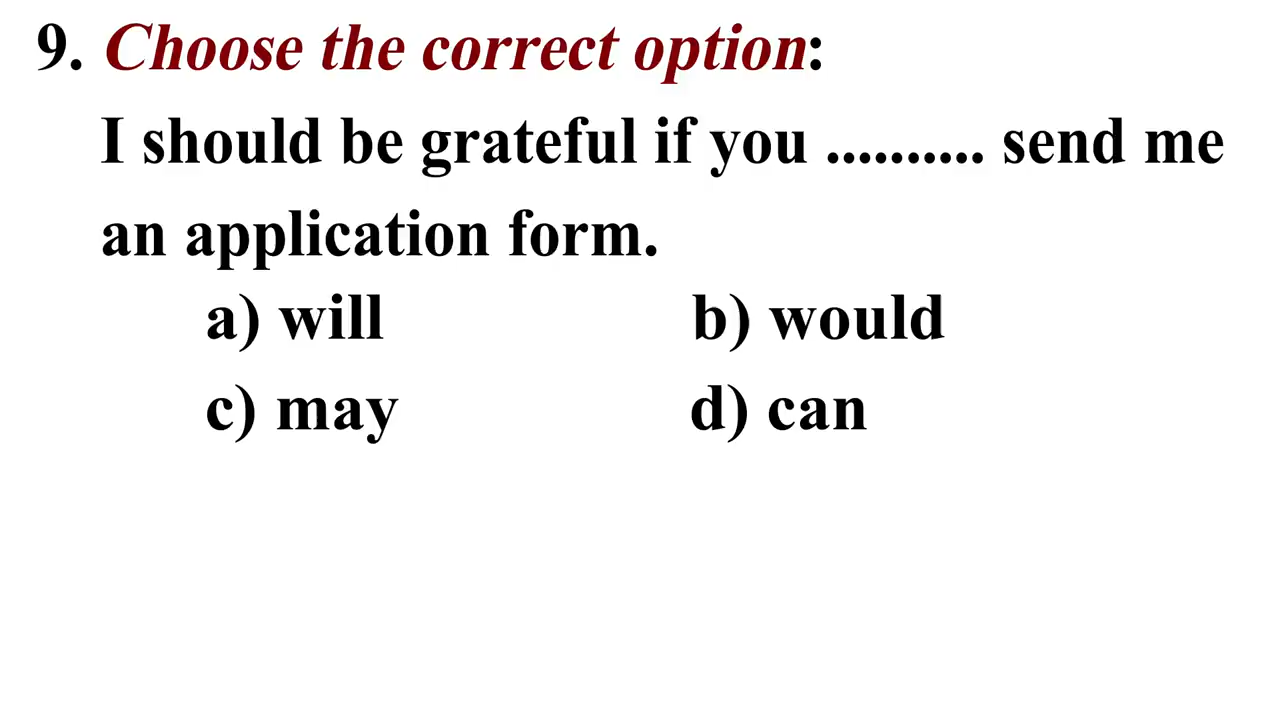 9. Choose the correct option:
I should be grateful if you .......... send me
an application form.
a) will b) would
c) may d) can